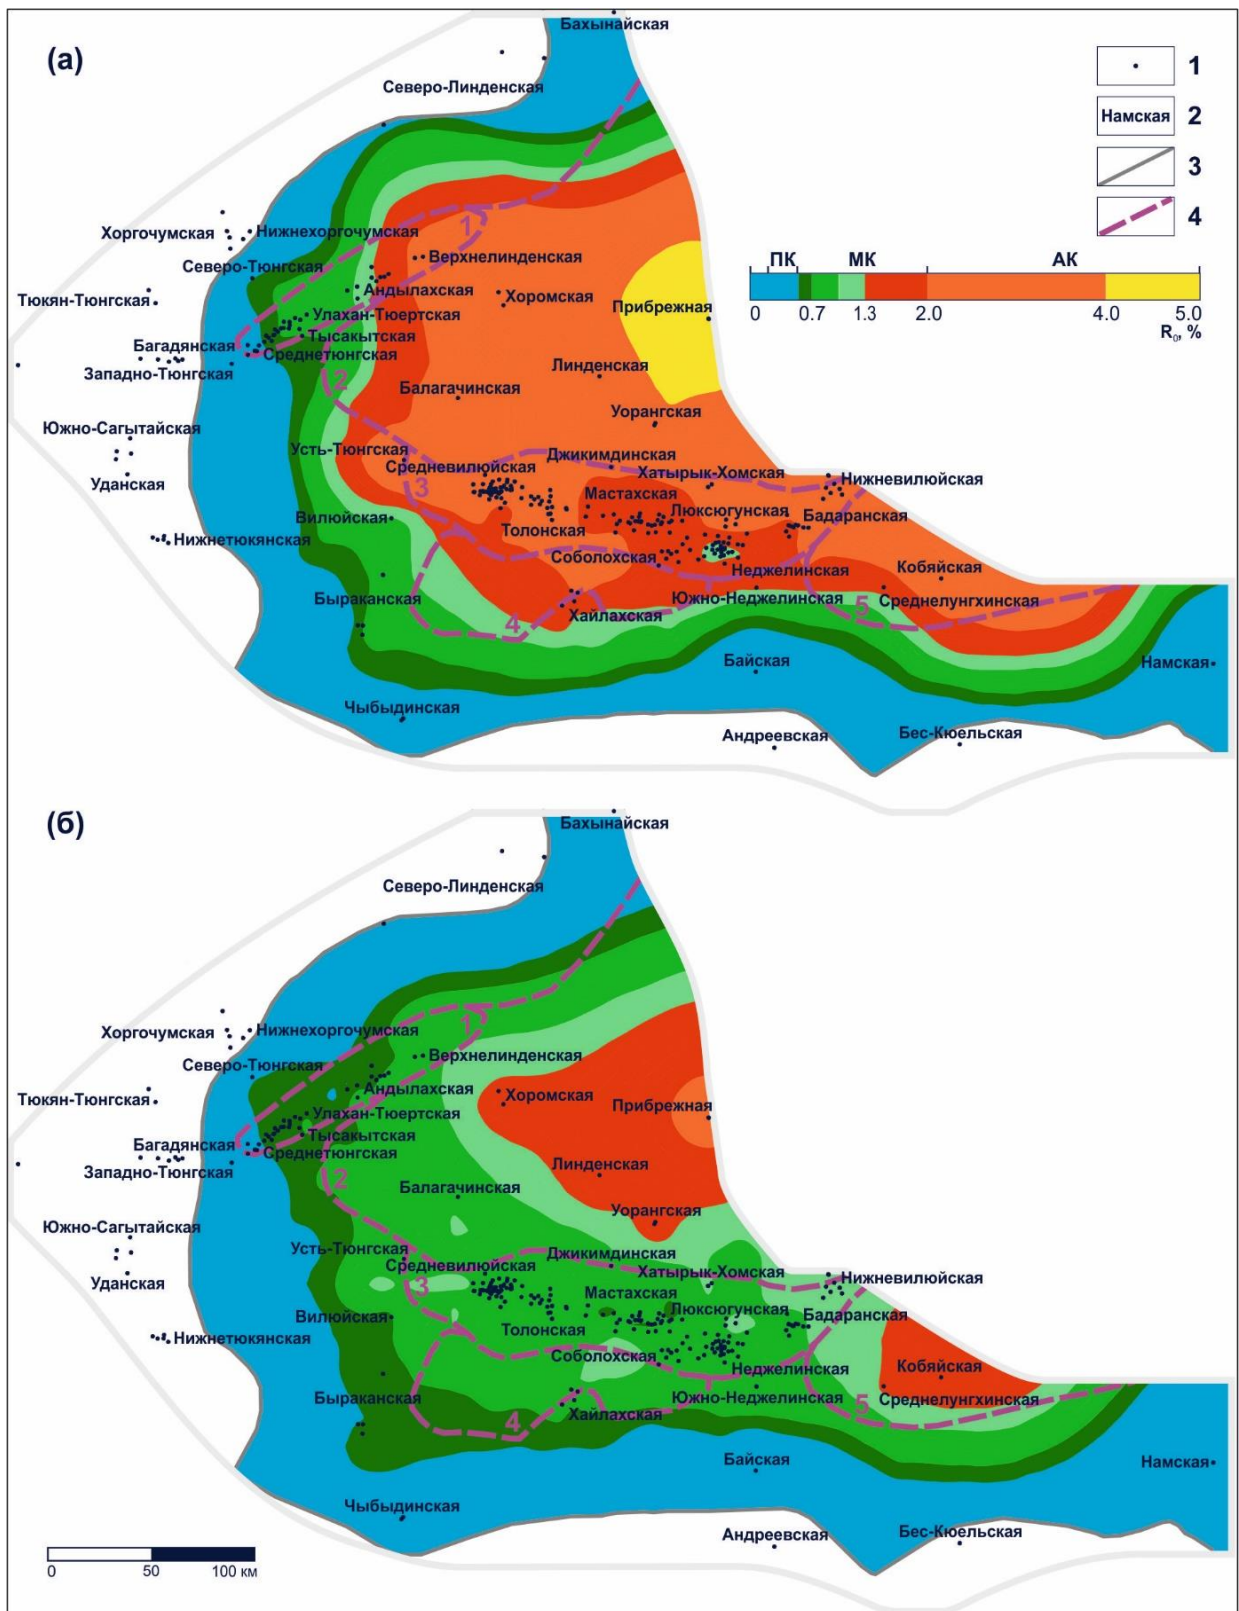 (а)
Бахынайская
Северо-Линденская
1
Намская 2
3
4
Хоргочумская
Нижнехоргочумская
1
Верхнелинденская
Северо-Тюнгская
ПК МК АК
0 0.7 1.3 2.0 4.0 5.0
R₀, %
Тюкян-Тюнгская
Андылахская
Хоромская
Прибрежная
Улахан-Тюертская
Тысакытская
Багадянская
Среднетюнгская
Западно-Тюнгская
2
Линденская
Балагачинская
Уорангская
Южно-Сагытайская
Усть-Тюнгская
Джикимдинская
Средневилюйская
Хатырык-Хомская
Нижневилюйская
Уданская
3
Мастахская
Люксюгунская
Бадаранская
Вилюйская
Толонская
Нижнетюкянская
Соболохская
Неджелинская
Кобяйская
Быраканская
Хайлахская
Южно-Неджелинская
5
Среднелунгхинская
4
Байская
Намская
Чыбыдинская
Андреевская
Бес-Кюельская
(б)
Бахынайская
Северо-Линденская
Хоргочумская
Нижнехоргочумская
1
Верхнелинденская
Северо-Тюнгская
Тюкян-Тюнгская
Андылахская
Хоромская
Прибрежная
Улахан-Тюертская
Тысакытская
Багадянская
Среднетюнгская
Западно-Тюнгская
2
Линденская
Балагачинская
Уорангская
Южно-Сагытайская
Усть-Тюнгская
Джикимдинская
Средневилюйская
Хатырык-Хомская
Нижневилюйская
Уданская
3
Мастахская
Люксюгунская
Бадаранская
Вилюйская
Толонская
Нижнетюкянская
Соболохская
Неджелинская
Кобяйская
Быраканская
Хайлахская
Южно-Неджелинская
5
Среднелунгхинская
4
Байская
Намская
Чыбыдинская
Андреевская
Бес-Кюельская
0 50 100 км